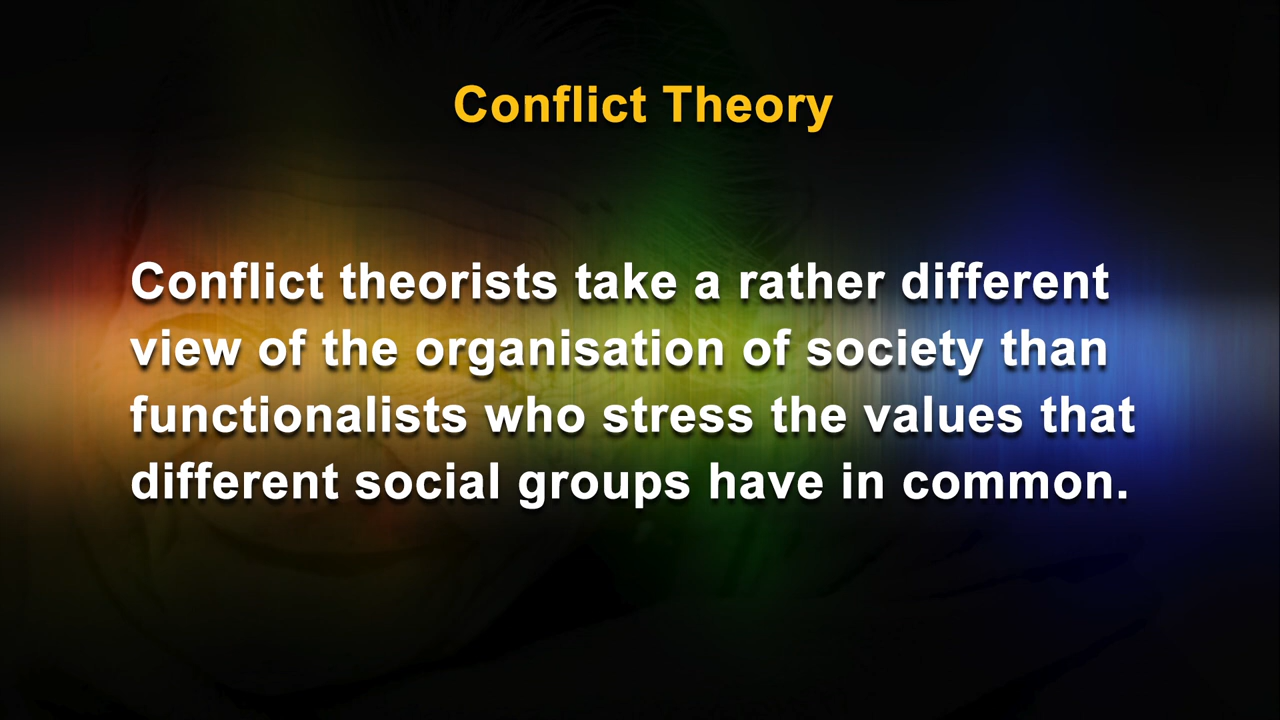 Conflict Theory
Conflict theorists take a rather different
view of the organisation of society than
functionalists who stress the values that
different social groups have in common.